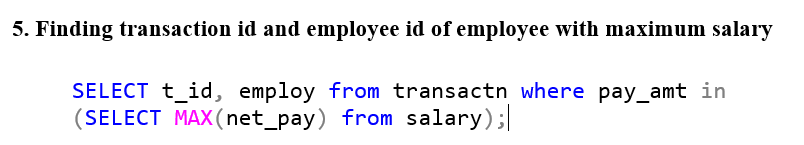 5. Finding transaction id and employee id of employee with maximum salary
SELECT t_id, employ from transactn where pay_amt in
(SELECT MAX(net_pay) from salary);